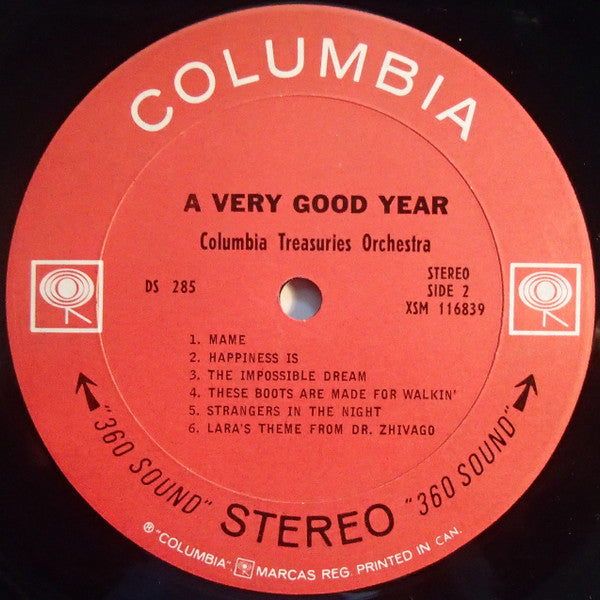 COLUMBIA
A VERY GOOD YEAR
Columbia Treasuries Orchestra
DS 285
STEREO
SIDE 2
XSM 116839
1. MAME
2. HAPPINESS IS
3. THE IMPOSSIBLE DREAM
4. THESE BOOTS ARE MADE FOR WALKIN'
5. STRANGERS IN THE NIGHT
6. LARA'S THEME FROM DR. ZHIVAGO
"360 SOUND" STEREO "360 SOUND"
® "COLUMBIA" MARCAS REG. PRINTED IN CAN.